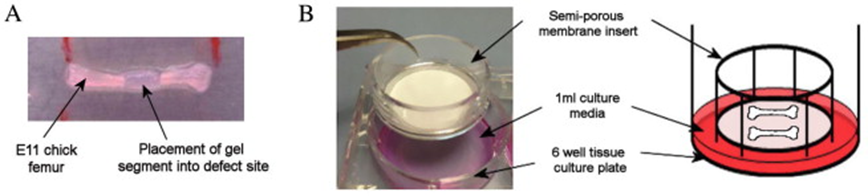 A
E11 chick
femur
Placement of gel
segment into defect site
B
Semi-porous
membrane insert
1ml culture
media
6 well tissue
culture plate